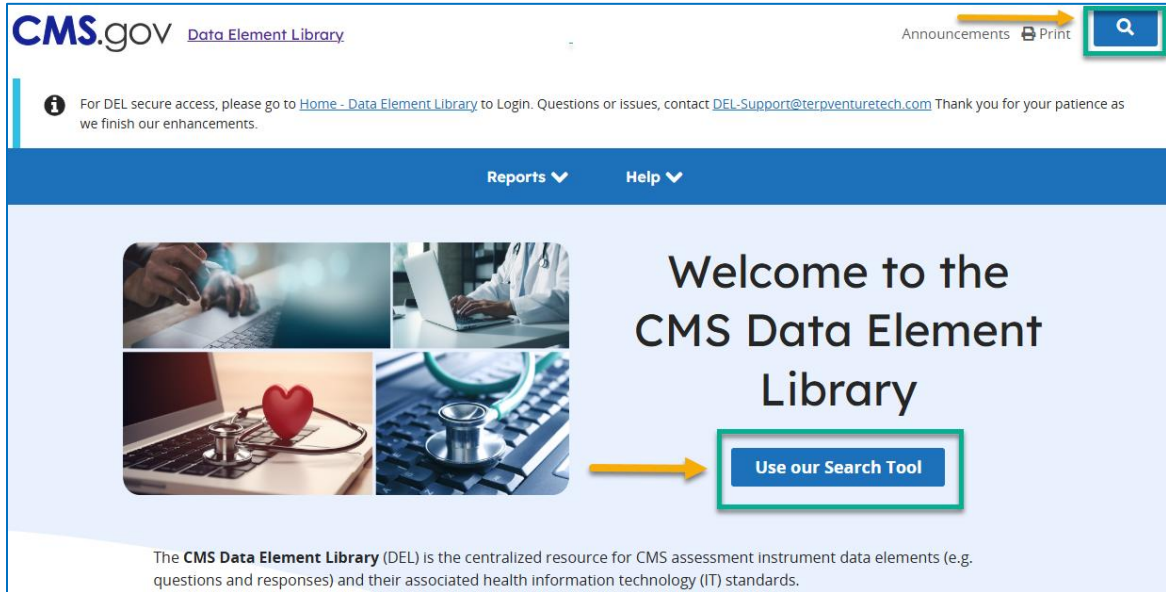 CMS.gov Data Element Library
Announcements Print
For DEL secure access, please go to Home - Data Element Library to Login. Questions or issues, contact DEL-Support@terpventuretech.com Thank you for your patience as
we finish our enhancements.
Reports Help
Welcome to the
CMS Data Element
Library
Use our Search Tool
The CMS Data Element Library (DEL) is the centralized resource for CMS assessment instrument data elements (e.g.
questions and responses) and their associated health information technology (IT) standards.